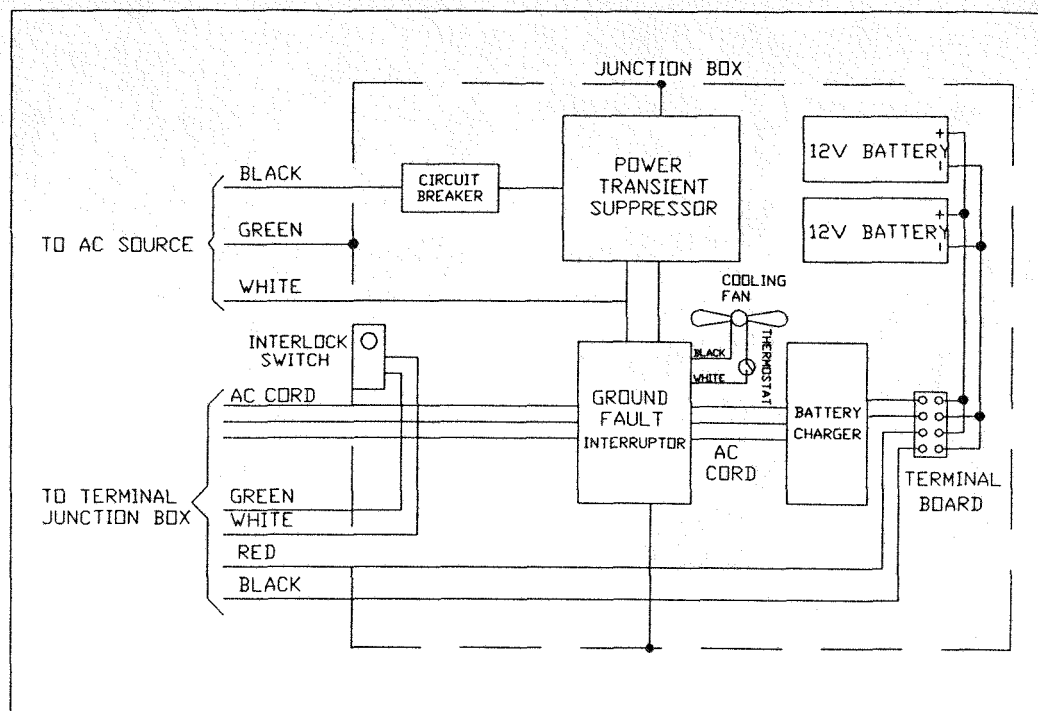 JUNCTION BOX
BLACK
CIRCUIT
BREAKER
POWER
TRANSIENT
SUPPRESSOR
+
12V BATTERY
-
+
12V BATTERY
-
TO AC SOURCE
GREEN
WHITE
COOLING
FAN
INTERLOCK
SWITCH
BLACK
WHITE
THERMOSTAT
AC CORD
GROUND
FAULT
INTERRUPTOR
BATTERY
CHARGER
AC
CORD
TERMINAL
BOARD
TO TERMINAL
JUNCTION BOX
GREEN
WHITE
RED
BLACK